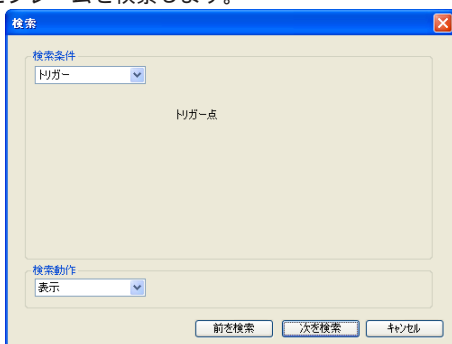 フレームを検索します。
検索
検索条件
トリガー
トリガー点
検索動作
表示
前を検索 次を検索 キャンセル